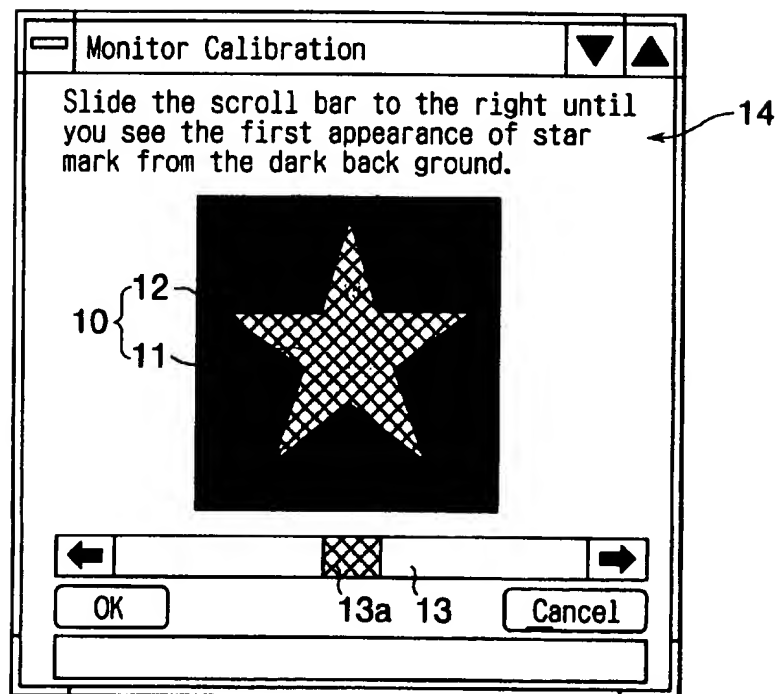 Monitor Calibration
Slide the scroll bar to the right until
you see the first appearance of star
mark from the dark back ground.
14
12
10
11
13a
13
OK
Cancel